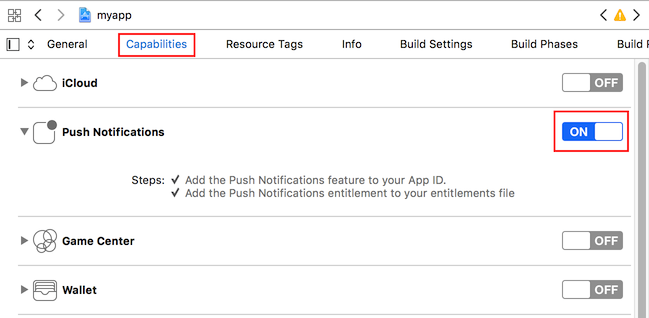 myapp
General Capabilities Resource Tags Info Build Settings Build Phases Build
iCloud OFF
Push Notifications ON
Steps: ✓ Add the Push Notifications feature to your App ID.
✓ Add the Push Notifications entitlement to your entitlements file
Game Center OFF
Wallet OFF